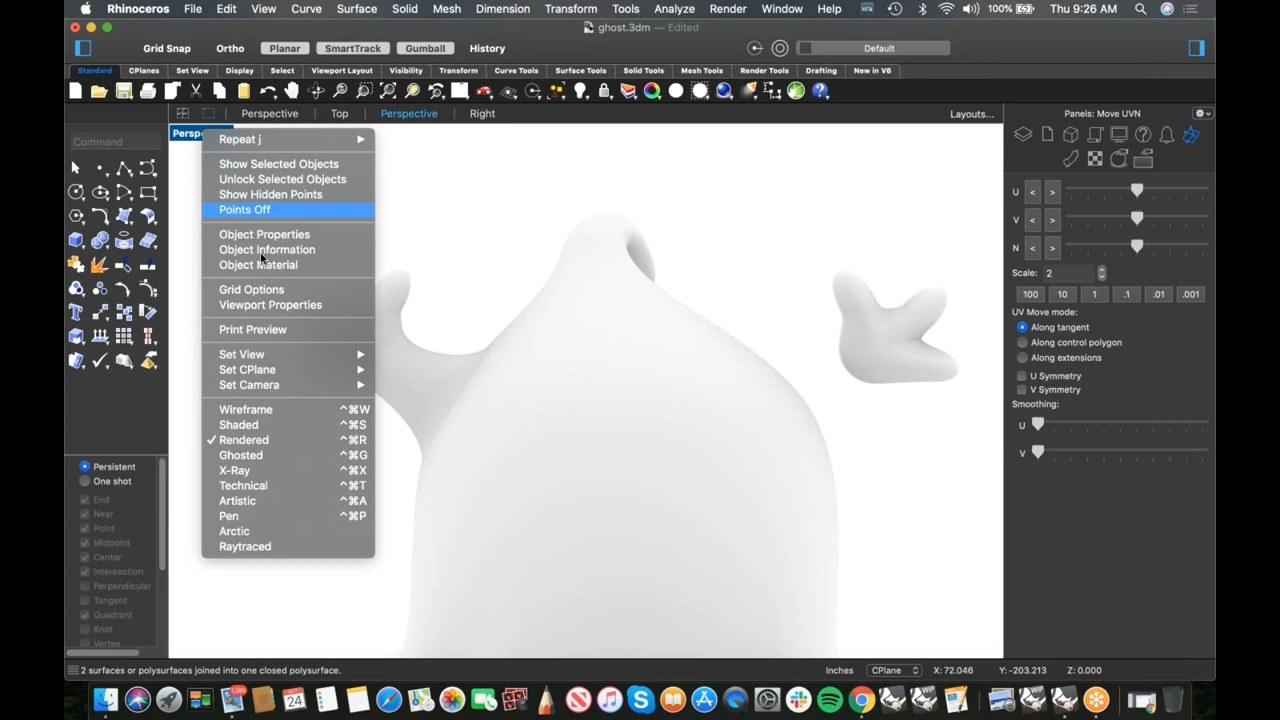 Rhinoceros File Edit View Curve Surface Solid Mesh Dimension Transform Tools Analyze Render Window Help 100% Thu 9:26 AM
ghost.3dm — Edited
Grid Snap Ortho Planar SmartTrack Gumball History Default
Standard CPlanes Set View Display Select Viewport Layout Visibility Transform Curve Tools Surface Tools Solid Tools Mesh Tools Render Tools Drafting New in V6
Perspective Top Perspective Right Layouts... Panels: Move UVN
Command
Persp
Repeat j
Show Selected Objects
Unlock Selected Objects
Show Hidden Points
Points Off
Object Properties
Object Information
Object Material
Grid Options
Viewport Properties
Print Preview
Set View
Set CPlane
Set Camera
Wireframe ^⌘W
Shaded ^⌘S
✓ Rendered ^⌘R
Ghosted ^⌘G
X-Ray ^⌘X
Technical ^⌘T
Artistic ^⌘A
Pen ^⌘P
Arctic
Raytraced
U < >
V < >
N < >
Scale: 2
100 10 1 .1 .01 .001
UV Move mode:
Along tangent
Along control polygon
Along extensions
U Symmetry
V Symmetry
Smoothing:
U
V
Persistent
One shot
End
Near
Point
Midpoint
Center
Intersection
Perpendicular
Tangent
Quadrant
Knot
Vertex
2 surfaces or polysurfaces joined into one closed polysurface. Inches CPlane X: 72.046 Y: -203.213 Z: 0.000
24